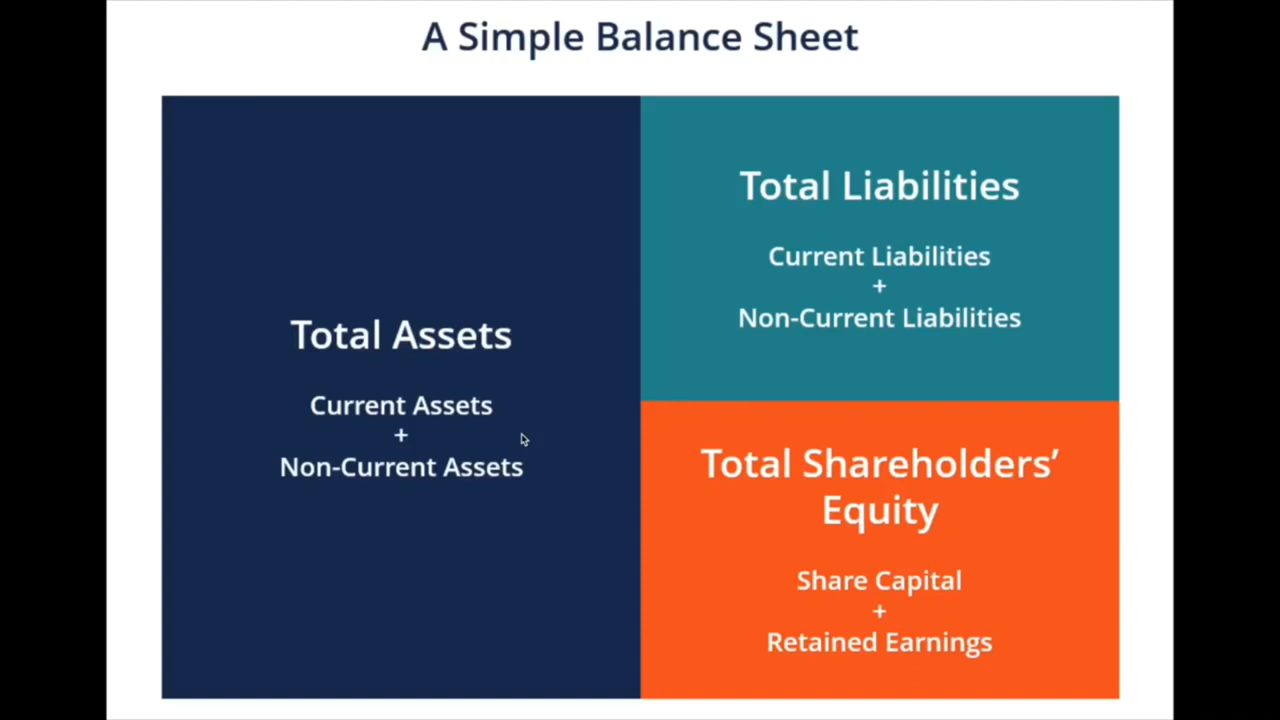 A Simple Balance Sheet
Total Assets
Current Assets
+
Non-Current Assets
Total Liabilities
Current Liabilities
+
Non-Current Liabilities
Total Shareholders’
Equity
Share Capital
+
Retained Earnings